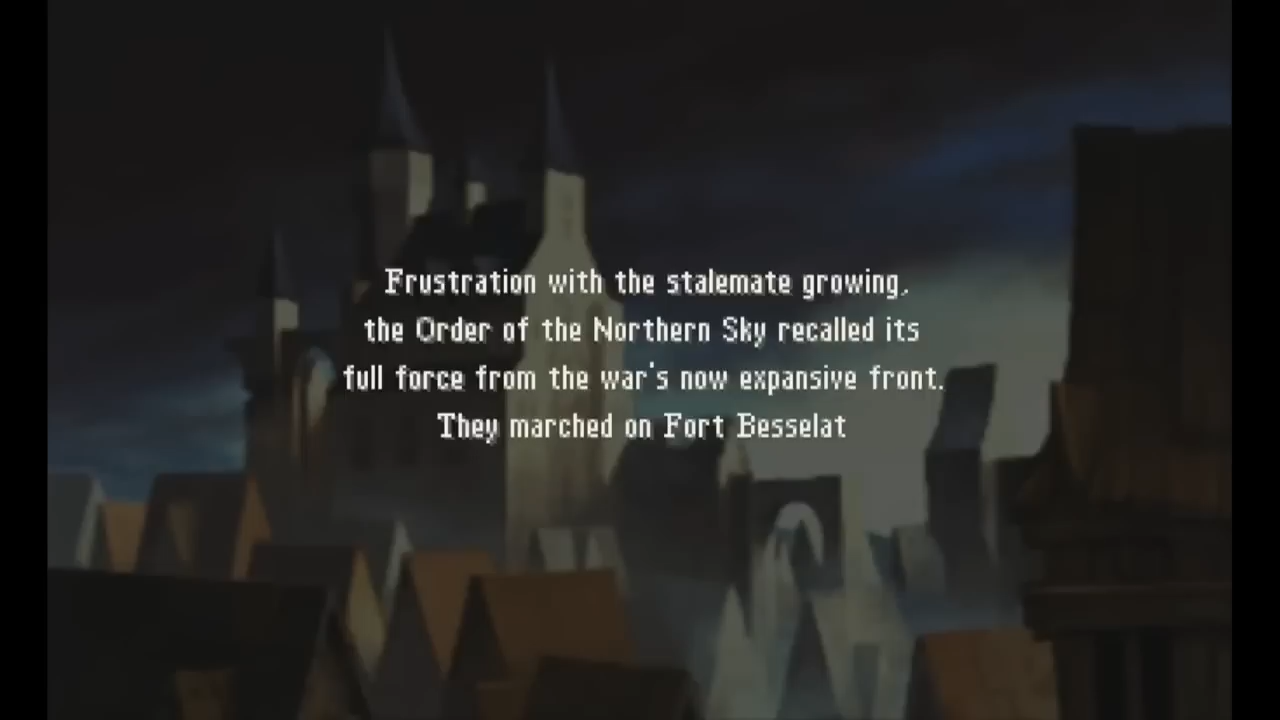 Frustration with the stalemate growing,
the Order of the Northern Sky recalled its
full force from the war's now expansive front.
They marched on Fort Besselat